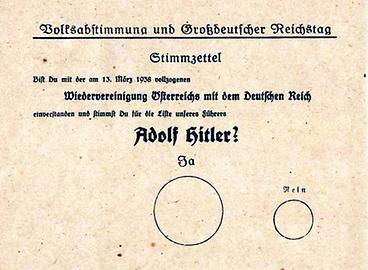 Volksabstimmung und Großdeutscher Reichstag
Stimmzettel
Bist Du mit der am 13. März 1938 vollzogenen
Wiedervereinigung Österreichs mit dem Deutschen Reich
einverstanden und stimmst Du für die Liste unseres Führers
Adolf Hitler?
Ja
Nein